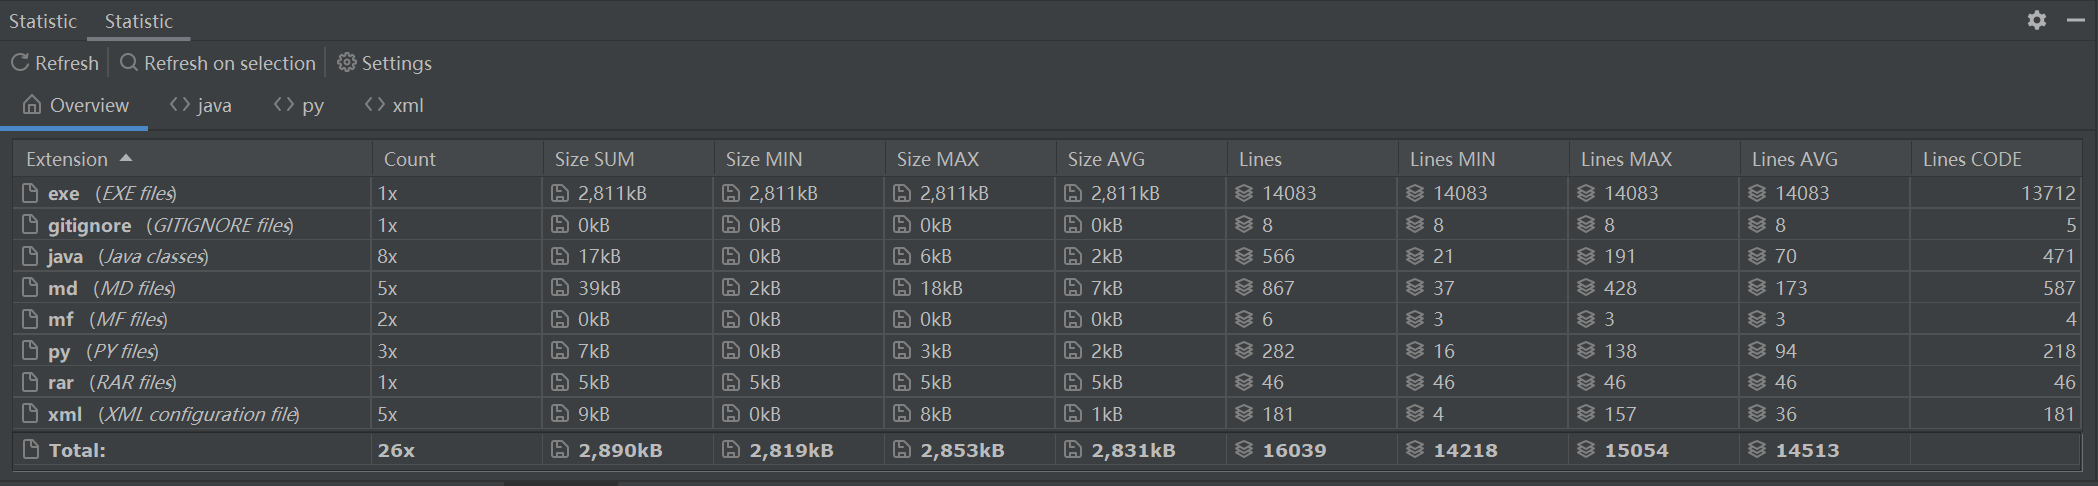 Statistic Statistic
Refresh Refresh on selection Settings
Overview java py xml
Extension Count Size SUM Size MIN Size MAX Size AVG Lines Lines MIN Lines MAX Lines AVG Lines CODE
exe (EXE files) 1x 2,811kB 2,811kB 2,811kB 2,811kB 14083 14083 14083 14083 13712
gitignore (GITIGNORE files) 1x 0kB 0kB 0kB 0kB 8 8 8 8 5
java (Java classes) 8x 17kB 0kB 6kB 2kB 566 21 191 70 471
md (MD files) 5x 39kB 2kB 18kB 7kB 867 37 428 173 587
mf (MF files) 2x 0kB 0kB 0kB 0kB 6 3 3 3 4
py (PY files) 3x 7kB 0kB 3kB 2kB 282 16 138 94 218
rar (RAR files) 1x 5kB 5kB 5kB 5kB 46 46 46 46 46
xml (XML configuration file) 5x 9kB 0kB 8kB 1kB 181 4 157 36 181
Total: 26x 2,890kB 2,819kB 2,853kB 2,831kB 16039 14218 15054 14513